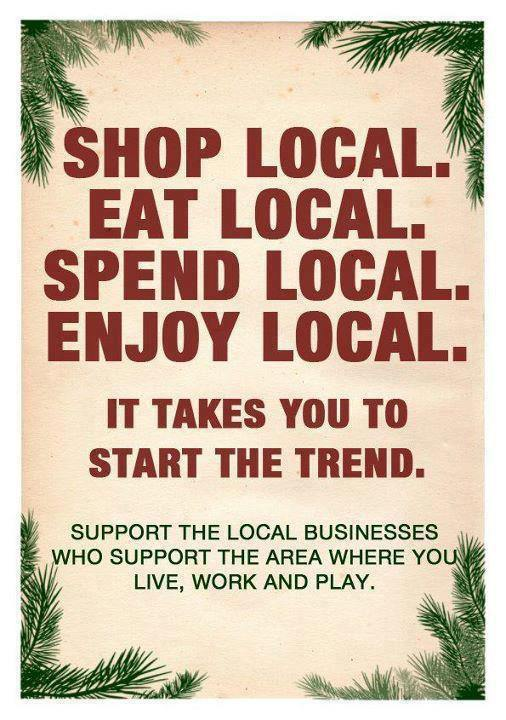 SHOP LOCAL.
EAT LOCAL.
SPEND LOCAL.
ENJOY LOCAL.
IT TAKES YOU TO
START THE TREND.
SUPPORT THE LOCAL BUSINESSES
WHO SUPPORT THE AREA WHERE YOU
LIVE, WORK AND PLAY.